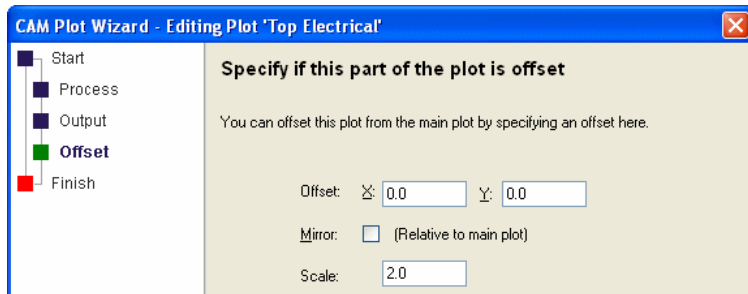 CAM Plot Wizard - Editing Plot 'Top Electrical'
Start
Process
Output
Offset
Finish
Specify if this part of the plot is offset
You can offset this plot from the main plot by specifying an offset here.
Offset: X: 0.0 Y: 0.0
Mirror: (Relative to main plot)
Scale: 2.0